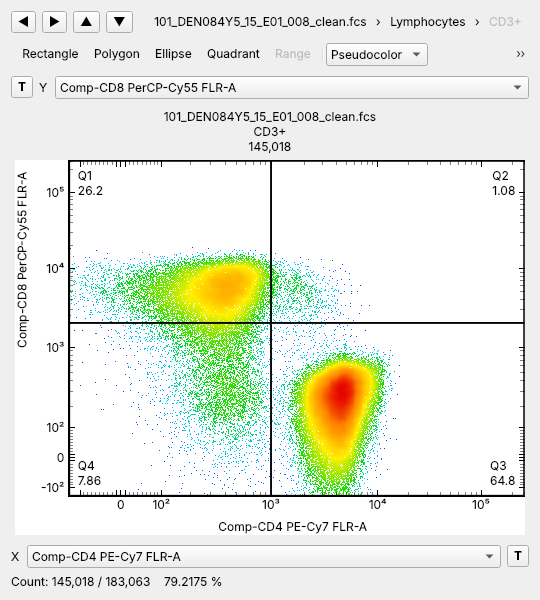 101_DEN084Y5_15_E01_008_clean.fcs › Lymphocytes › CD3+
Rectangle Polygon Ellipse Quadrant Range Pseudocolor »
T Y Comp-CD8 PerCP-Cy55 FLR-A
101_DEN084Y5_15_E01_008_clean.fcs
CD3+
145,018
Q1
26.2
Q2
1.08
Comp-CD8 PerCP-Cy55 FLR-A
10⁵
10⁴
10³
10²
0
-10²
Q4
7.86
Q3
64.8
0 10² 10³ 10⁴ 10⁵
Comp-CD4 PE-Cy7 FLR-A
X Comp-CD4 PE-Cy7 FLR-A T
Count: 145,018 / 183,063 79.2175 %